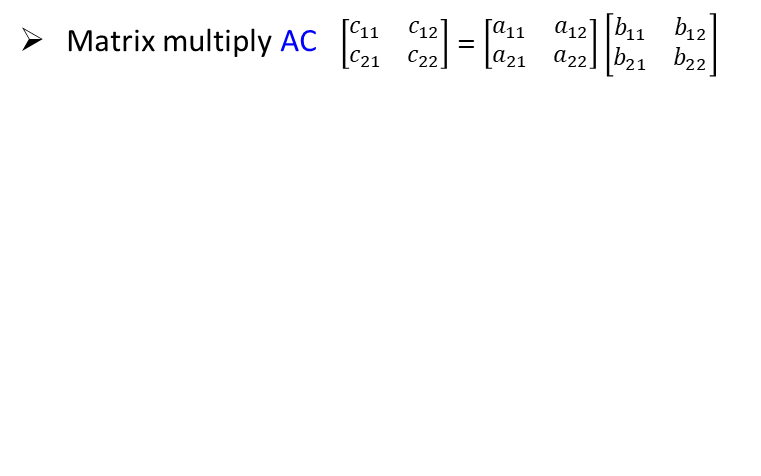 ➢ Matrix multiply AC [c₁₁ c₁₂ c₂₁ c₂₂] = [a₁₁ a₁₂ a₂₁ a₂₂] [b₁₁ b₁₂ b₂₁ b₂₂]